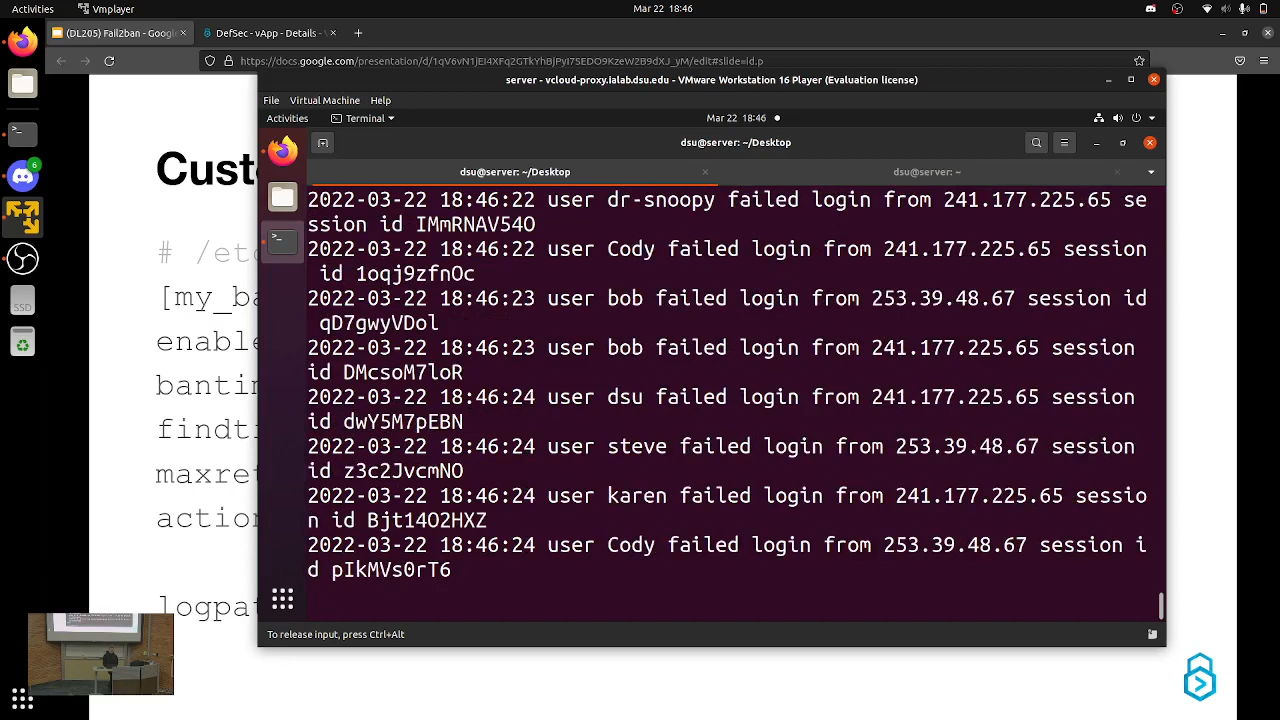 Activities
Vmplayer
Mar 22 18:46
(DL205) Fail2ban - Google
DefSec - vApp - Details -
https://docs.google.com/presentation/d/1qV6vN1JEI4XFq2GTkYhBJPyI7SEDO9KzeW2B9dXJ_yM/edit#slide=id.p
server - vcloud-proxy.ialab.dsu.edu - VMware Workstation 16 Player (Evaluation license)
File Virtual Machine Help
Activities
Terminal
Mar 22 18:46
dsu@server: ~/Desktop
dsu@server: ~/Desktop
dsu@server: ~
2022-03-22 18:46:22 user dr-snoopy failed login from 241.177.225.65 se
ssion id IMmRNAV54O
2022-03-22 18:46:22 user Cody failed login from 241.177.225.65 session
id 1oqj9zfnOc
2022-03-22 18:46:23 user bob failed login from 253.39.48.67 session id
qD7gwyVDol
2022-03-22 18:46:23 user bob failed login from 241.177.225.65 session
id DMcsoM7loR
2022-03-22 18:46:24 user dsu failed login from 241.177.225.65 session
id dwY5M7pEBN
2022-03-22 18:46:24 user steve failed login from 253.39.48.67 session
id z3c2JvcmNO
2022-03-22 18:46:24 user karen failed login from 241.177.225.65 sessio
n id Bjt14O2HXZ
2022-03-22 18:46:24 user Cody failed login from 253.39.48.67 session i
d pIkMVs0rT6
To release input, press Ctrl+Alt
Cust
# /etc
[my_ba
enable
bantin
findti
maxret
action
logpat
6
SSD